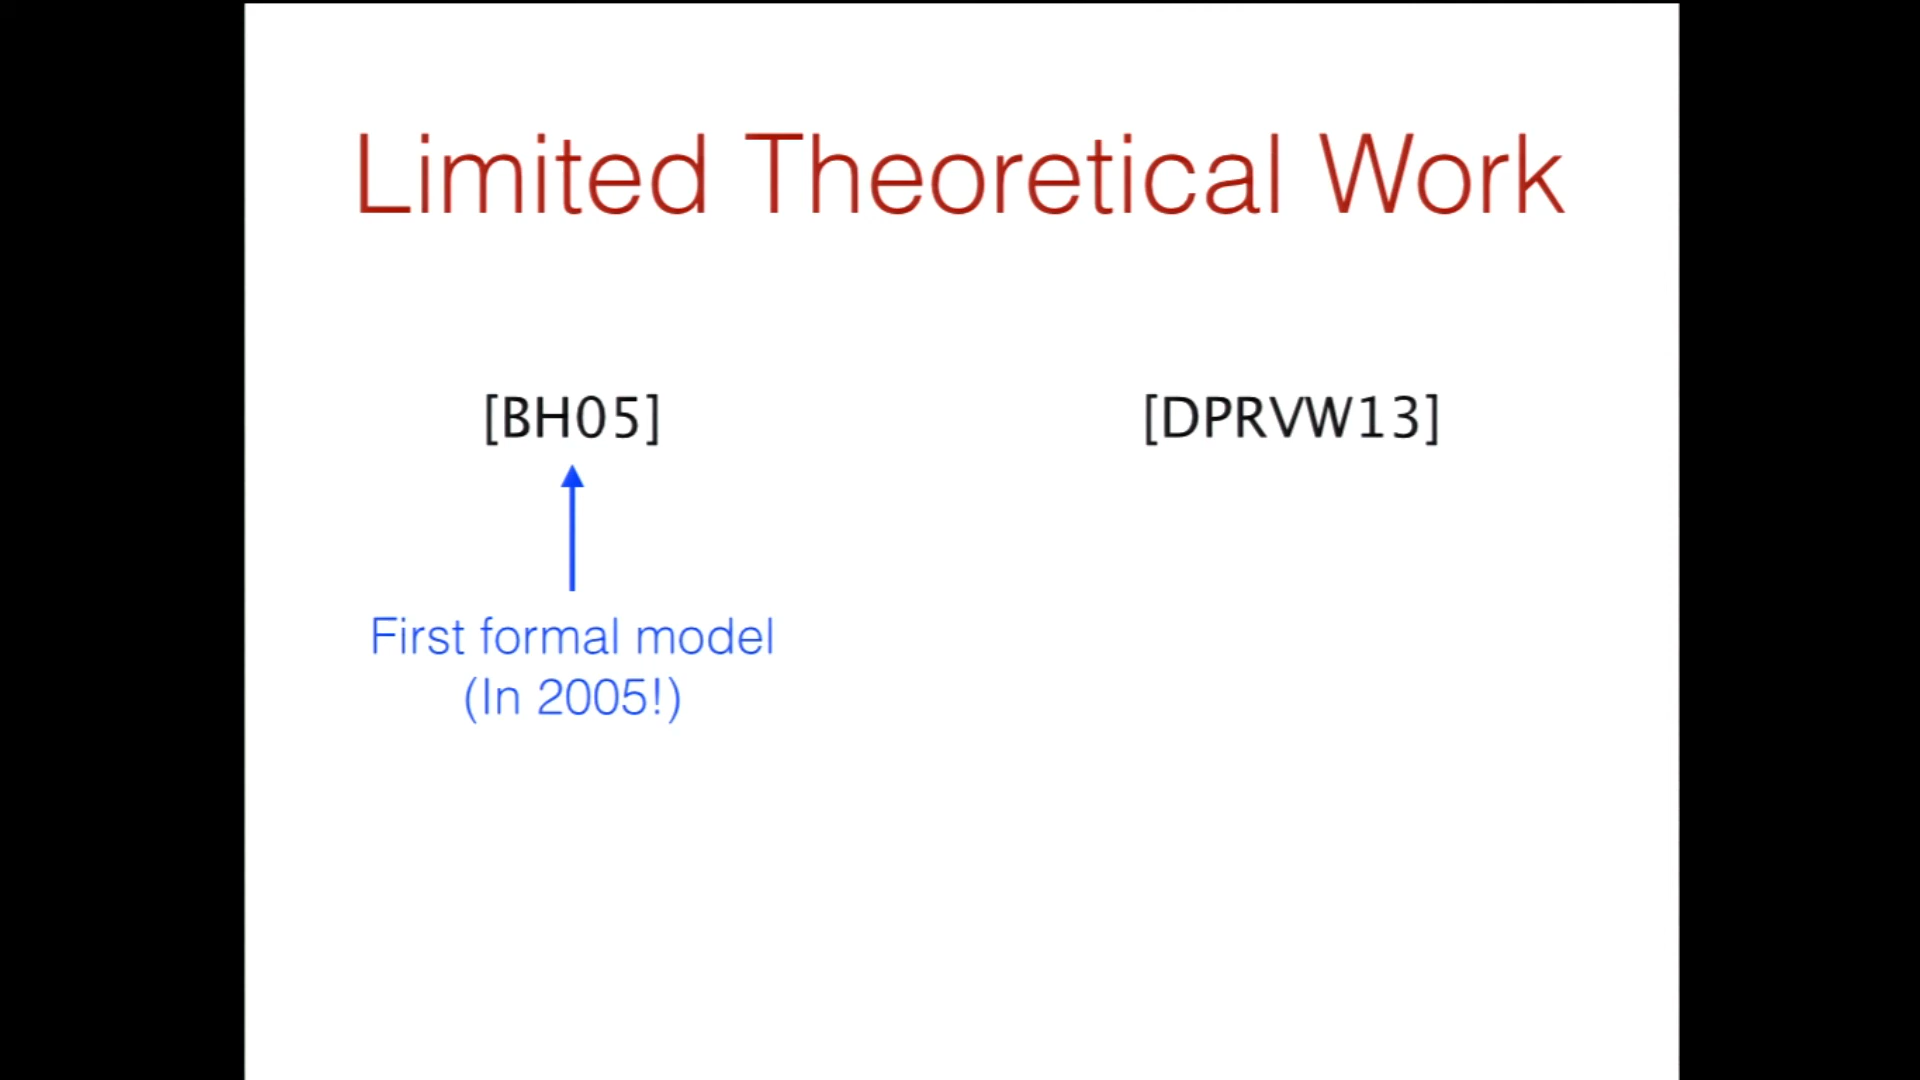 Limited Theoretical Work
[BH05]
[DPRVW13]
First formal model
(In 2005!)